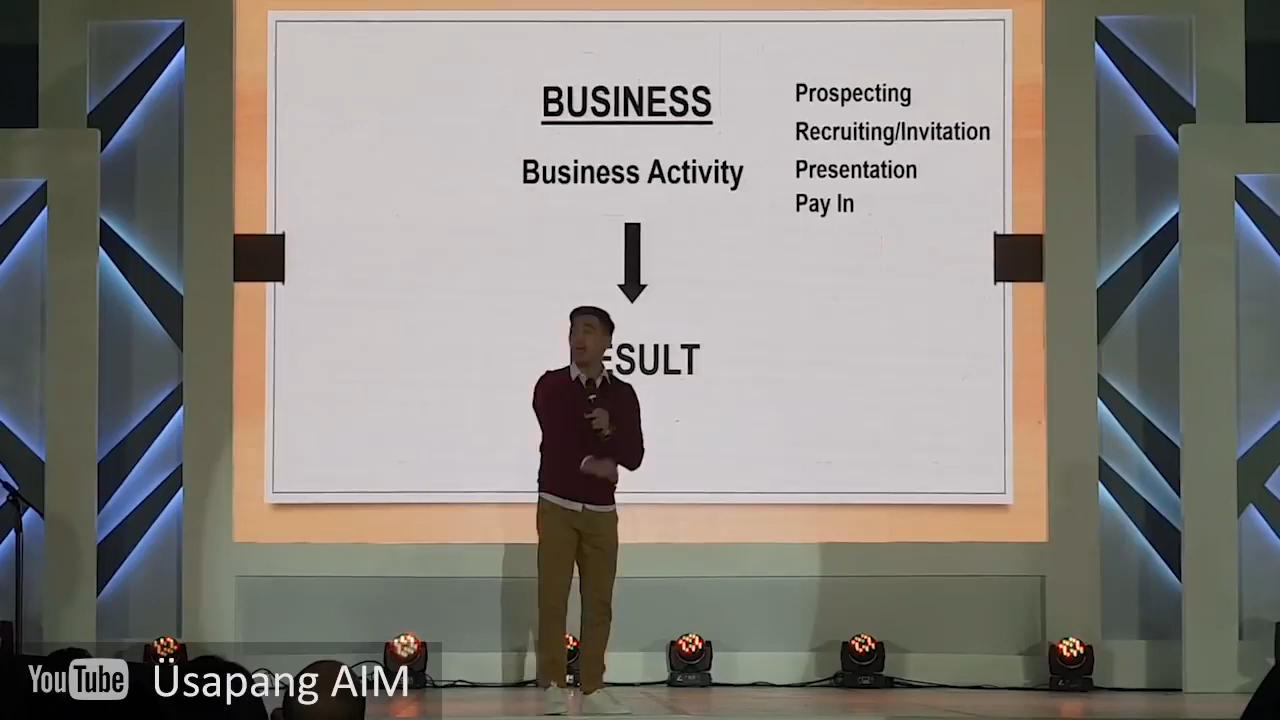 BUSINESS
Business Activity
ESULT
Prospecting
Recruiting/Invitation
Presentation
Pay In
YouTube Üsapang AIM